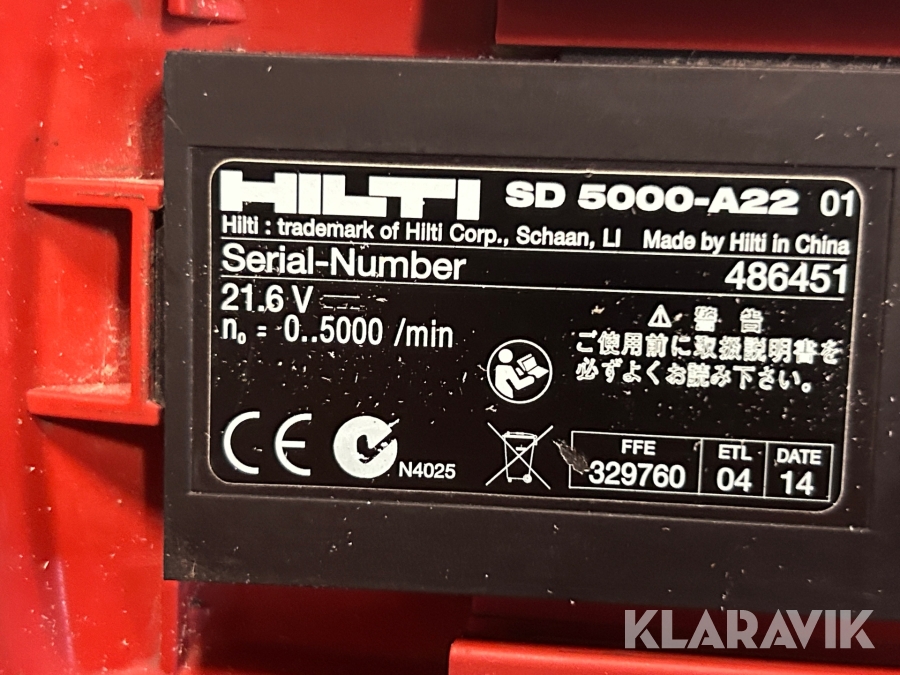 HILTI SD 5000-A22 01
Hilti : trademark of Hilti Corp., Schaan, LI Made by Hilti in China
Serial-Number 486451
21.6 V
n₀ = 0..5000 /min
警告
ご使用前に取扱説明書を
必ずよくお読み下さい。
CE
N4025
FFE ETL DATE
329760 04 14
KLARAVIK